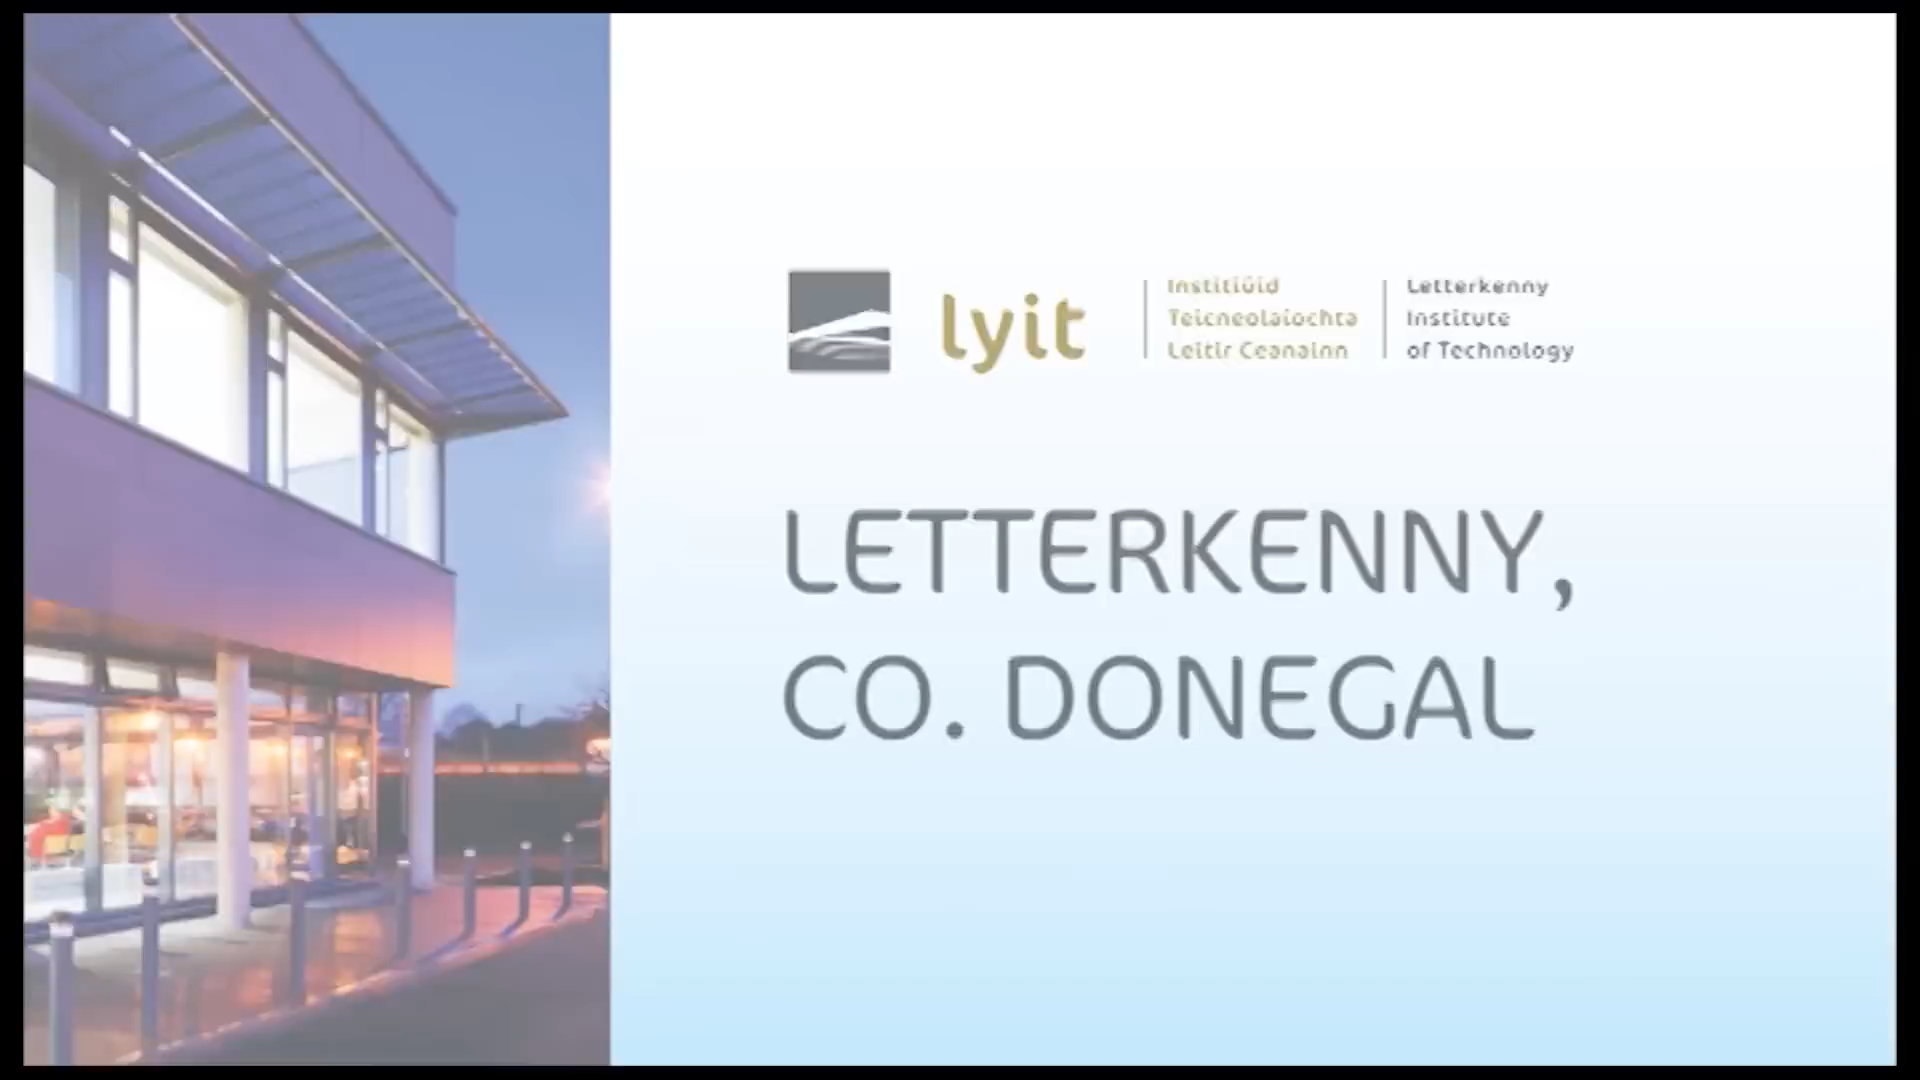 lyit
Institiúid
Teicneolaíochta
Leitir Ceanainn
Letterkenny
Institute
of Technology
LETTERKENNY,
CO. DONEGAL